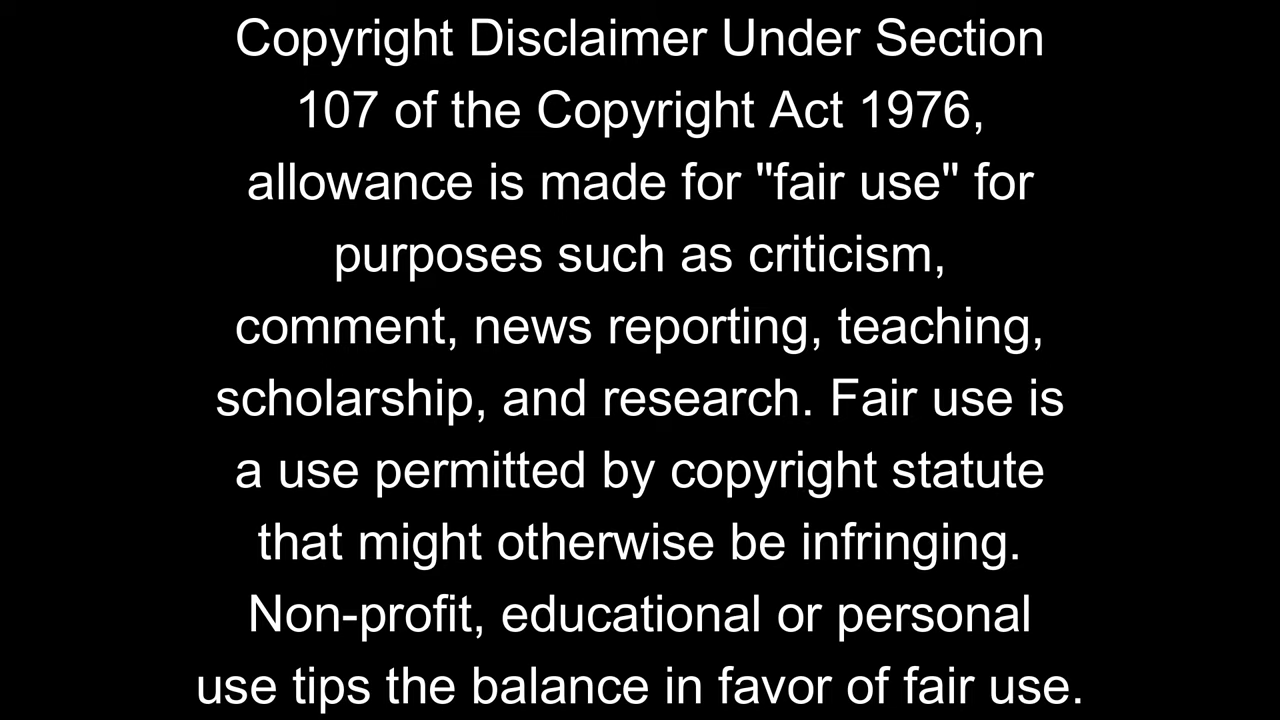 Copyright Disclaimer Under Section
107 of the Copyright Act 1976,
allowance is made for "fair use" for
purposes such as criticism,
comment, news reporting, teaching,
scholarship, and research. Fair use is
a use permitted by copyright statute
that might otherwise be infringing.
Non-profit, educational or personal
use tips the balance in favor of fair use.